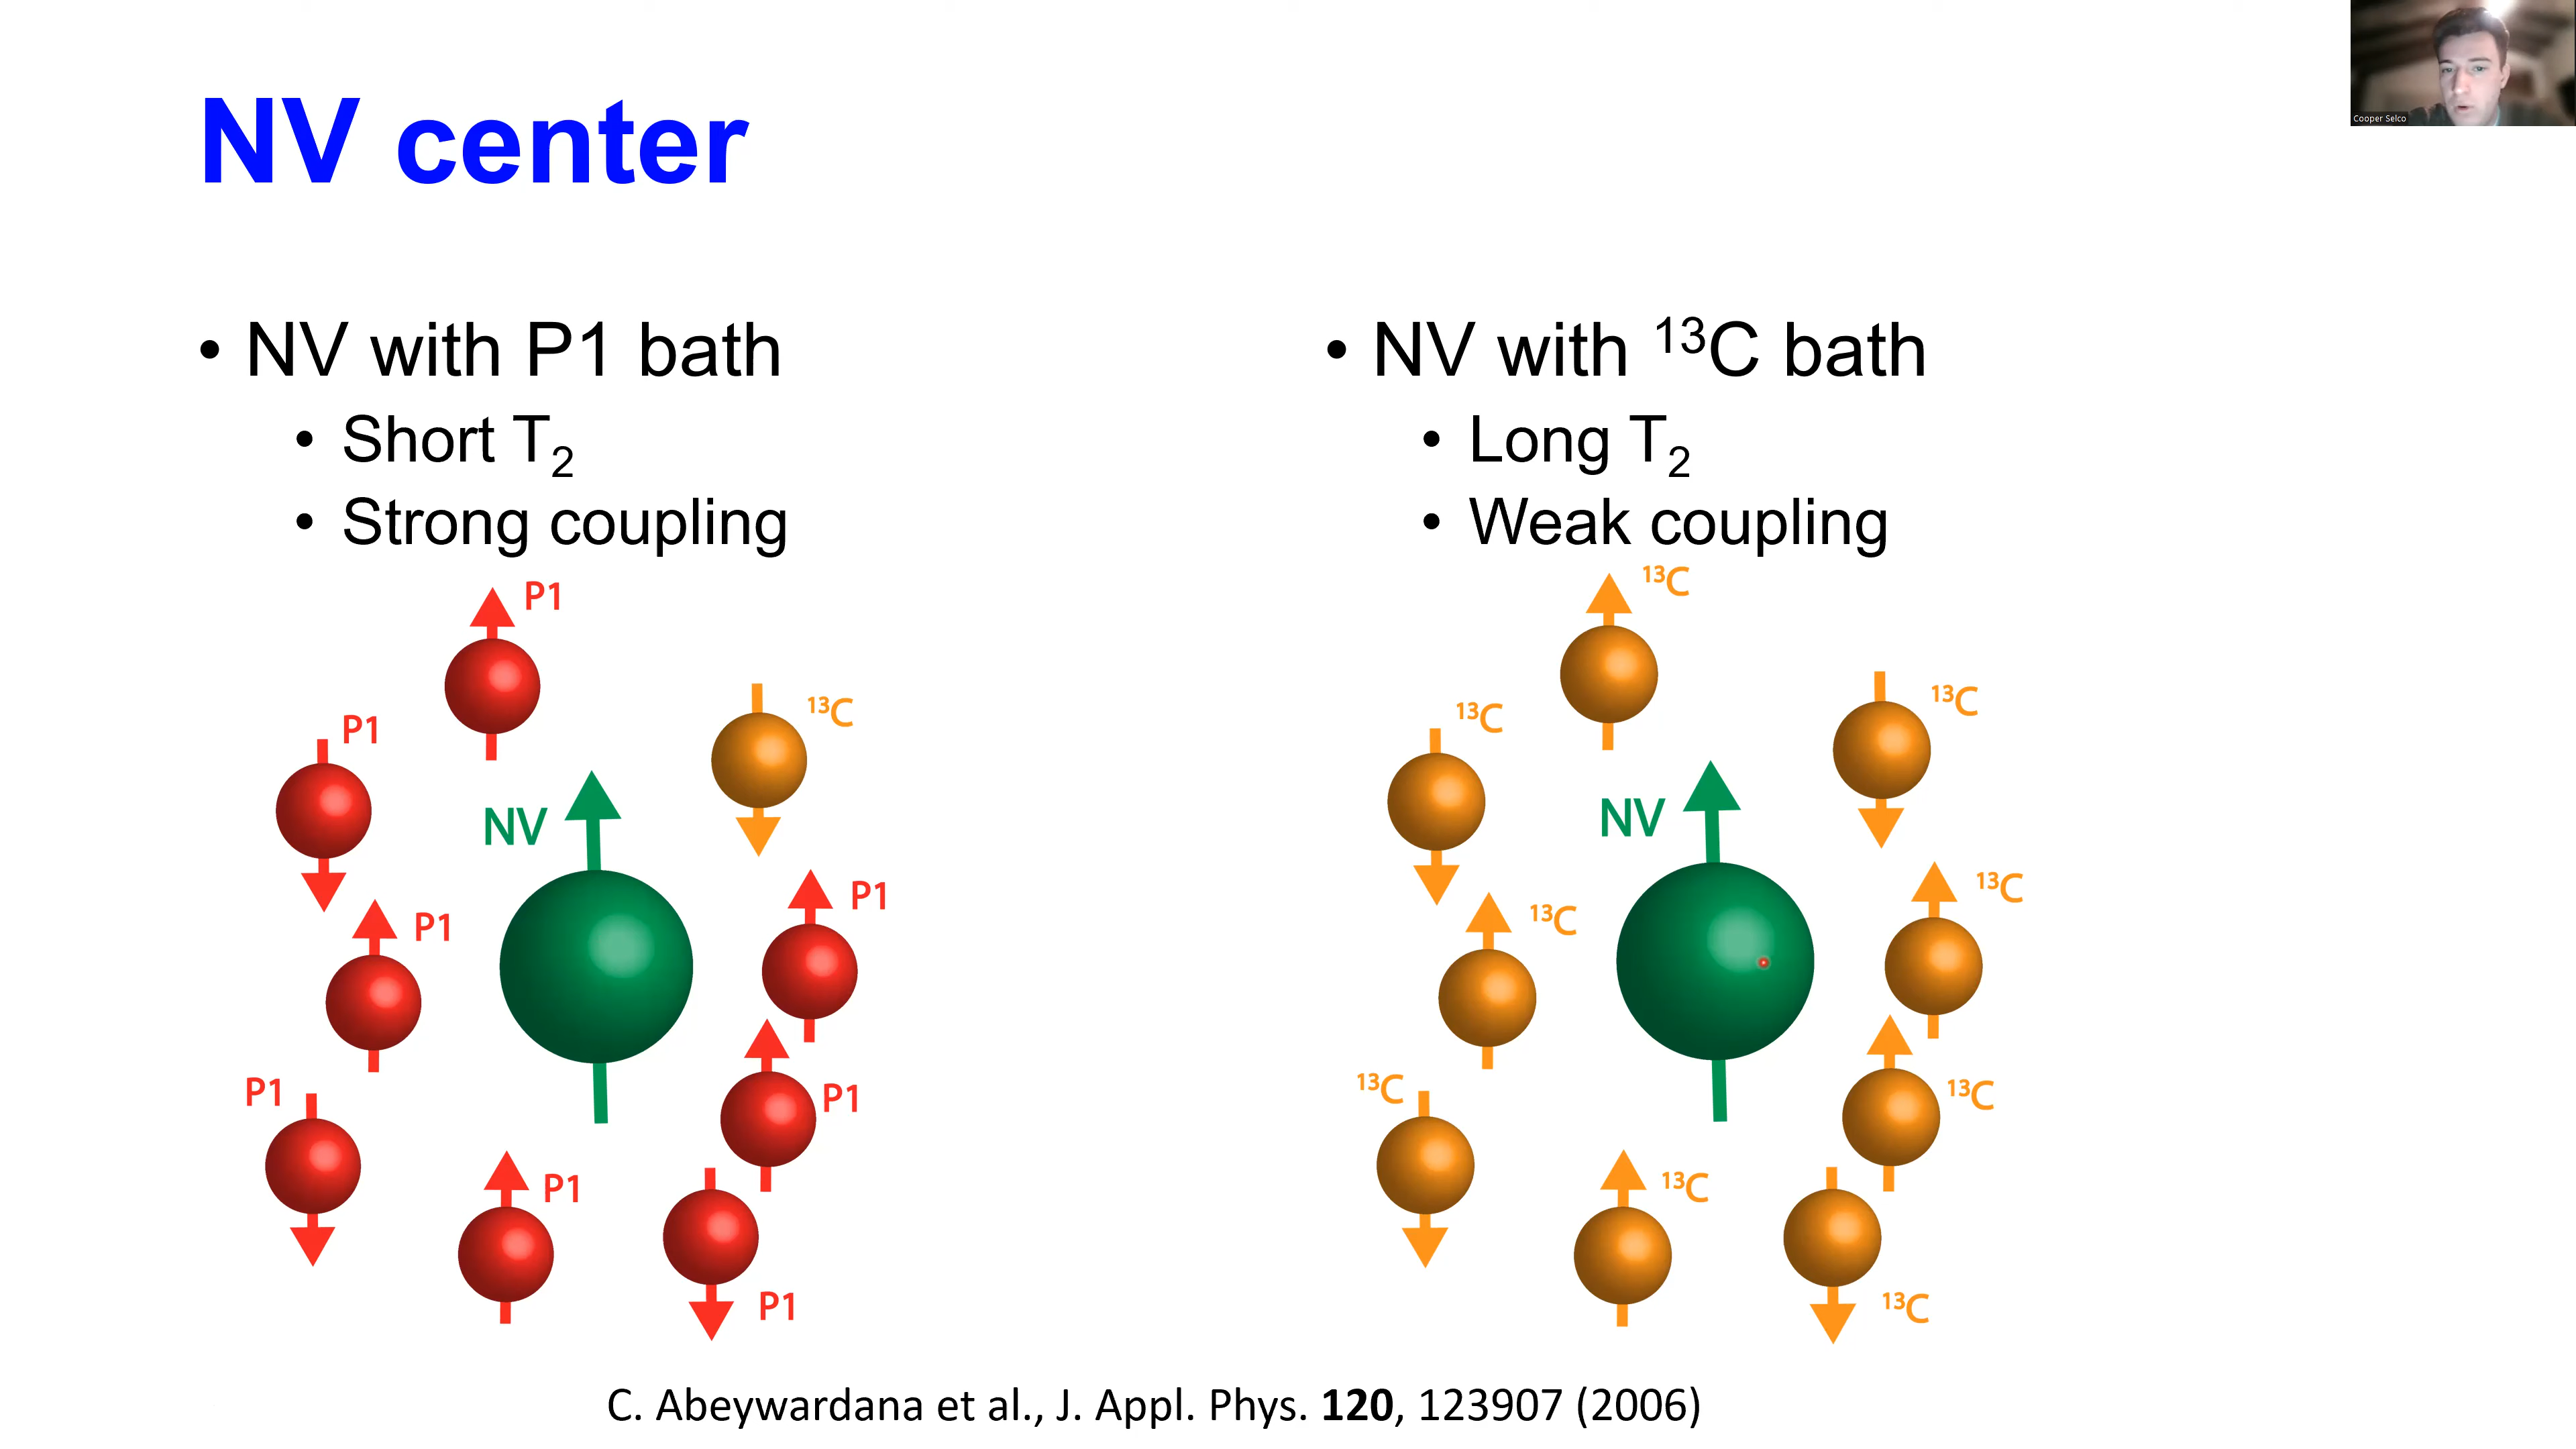 Cooper Selco
NV center
• NV with P1 bath
• Short T₂
• Strong coupling
P1
P1
¹³C
NV
P1
P1
P1
P1
P1
P1
• NV with ¹³C bath
• Long T₂
• Weak coupling
¹³C
¹³C
¹³C
NV
¹³C
¹³C
¹³C
¹³C
¹³C
¹³C
C. Abeywardana et al., J. Appl. Phys. 120, 123907 (2006)